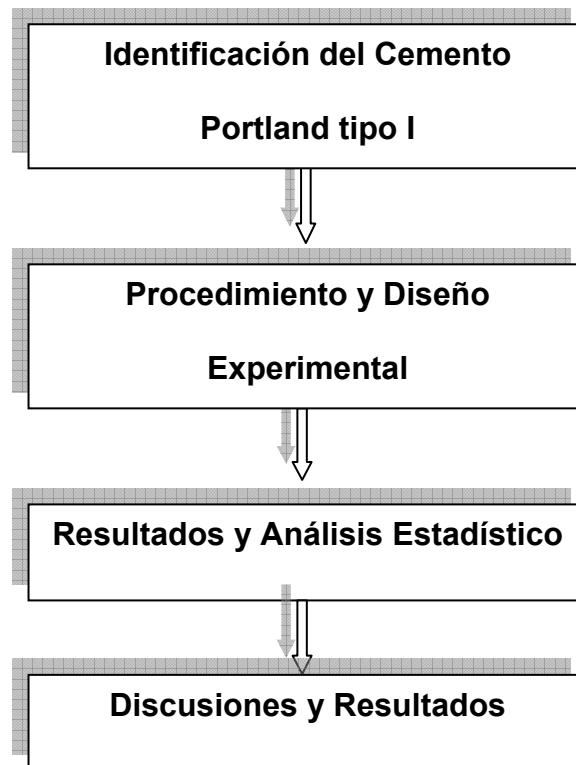 Identificación del Cemento
Portland tipo I
Procedimiento y Diseño
Experimental
Resultados y Análisis Estadístico
Discusiones y Resultados